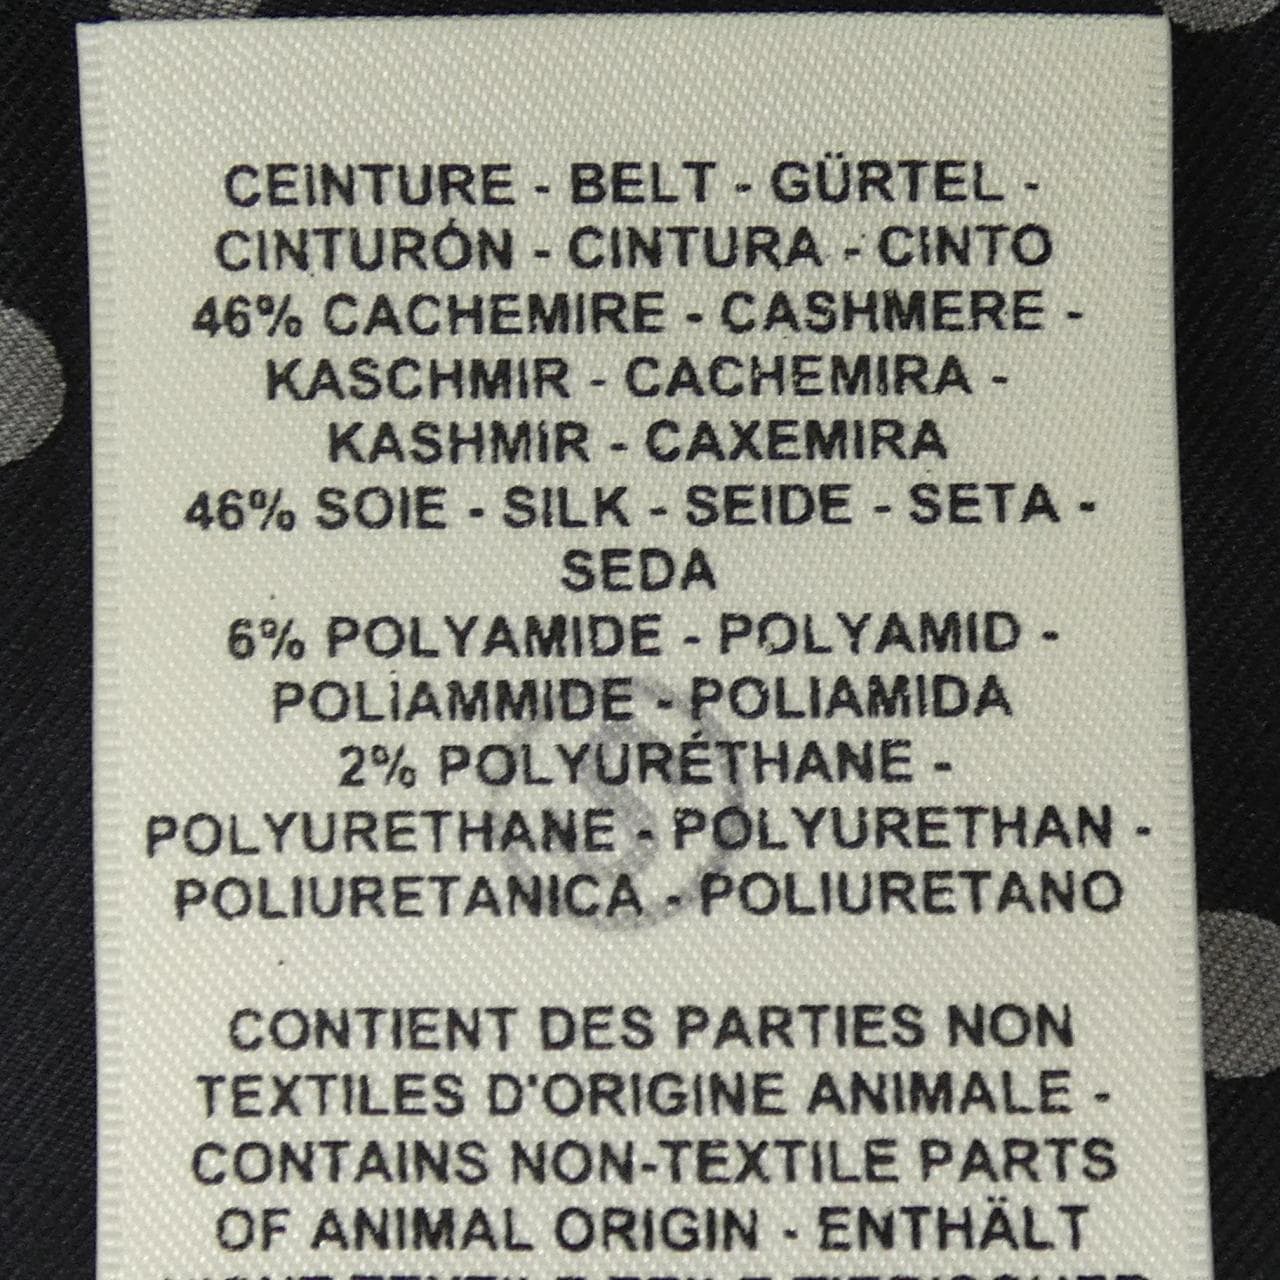 CEINTURE - BELT - GÜRTEL -
CINTURÓN - CINTURA - CINTO
46% CACHEMIRE - CASHMERE -
KASCHMIR - CACHEMIRA -
KASHMIR - CAXEMIRA
46% SOIE - SILK - SEIDE - SETA -
SEDA
6% POLYAMIDE - POLYAMID -
POLIAMMIDE - POLIAMIDA
2% POLYURÉTHANE -
POLYURETHANE - POLYURETHAN -
POLIURETANICA - POLIURETANO
CONTIENT DES PARTIES NON
TEXTILES D'ORIGINE ANIMALE -
CONTAINS NON-TEXTILE PARTS
OF ANIMAL ORIGIN - ENTHÄLT